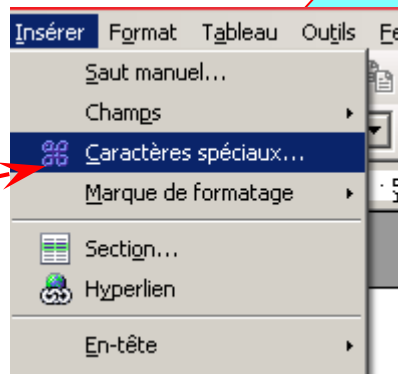 Insérer Format Tableau Outils
Saut manuel...
Champs
Caractères spéciaux...
Marque de formatage
Section...
Hyperlien
En-tête